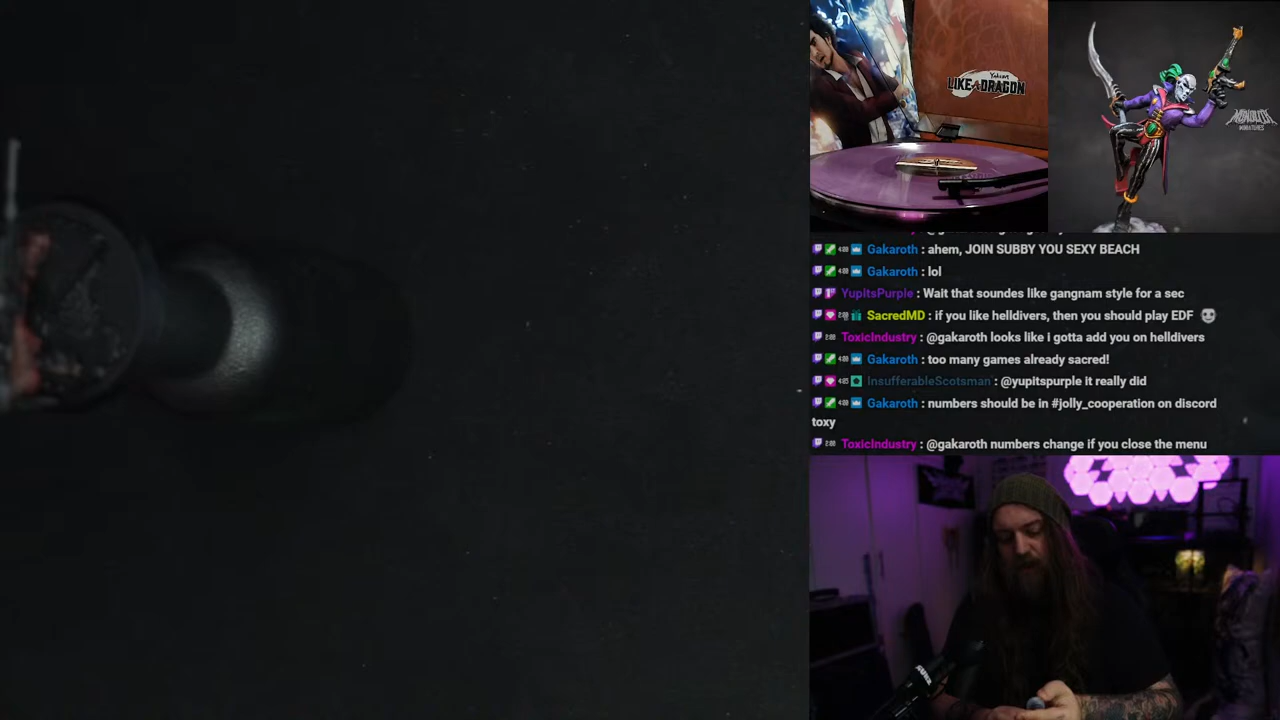 Yakuza
LIKE A DRAGON
MINIATURES
Gakaroth : ahem, JOIN SUBBY YOU SEXY BEACH
Gakaroth : lol
YupItsPurple : Wait that soundes like gangnam style for a sec
SacredMD : if you like helldivers, then you should play EDF
ToxicIndustry : @gakaroth looks like i gotta add you on helldivers
Gakaroth : too many games already sacred!
InsufferableScotsman : @yupitspurple it really did
Gakaroth : numbers should be in #jolly_cooperation on discord
toxy
ToxicIndustry : @gakaroth numbers change if you close the menu